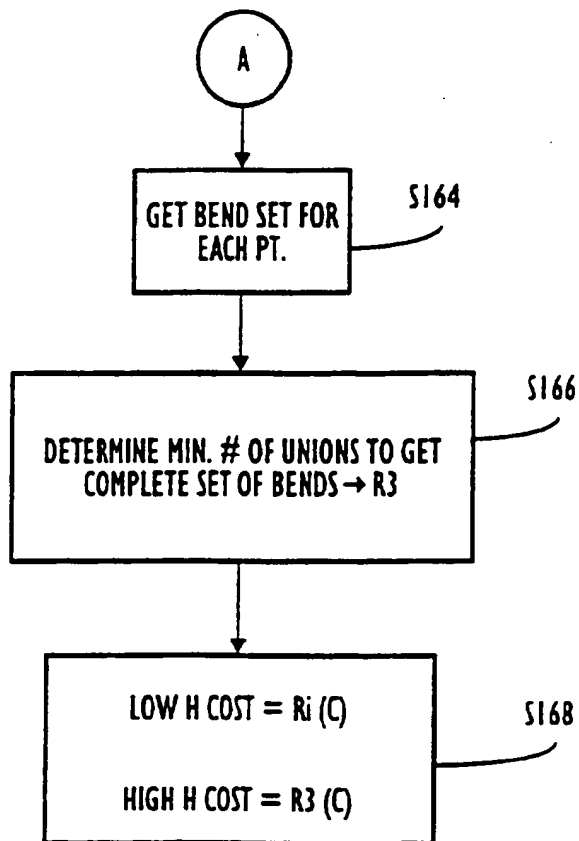 A
GET BEND SET FOR
EACH PT.
S164
DETERMINE MIN. # OF UNIONS TO GET
COMPLETE SET OF BENDS → R3
S166
LOW H COST = Ri (C)
HIGH H COST = R3 (C)
S168